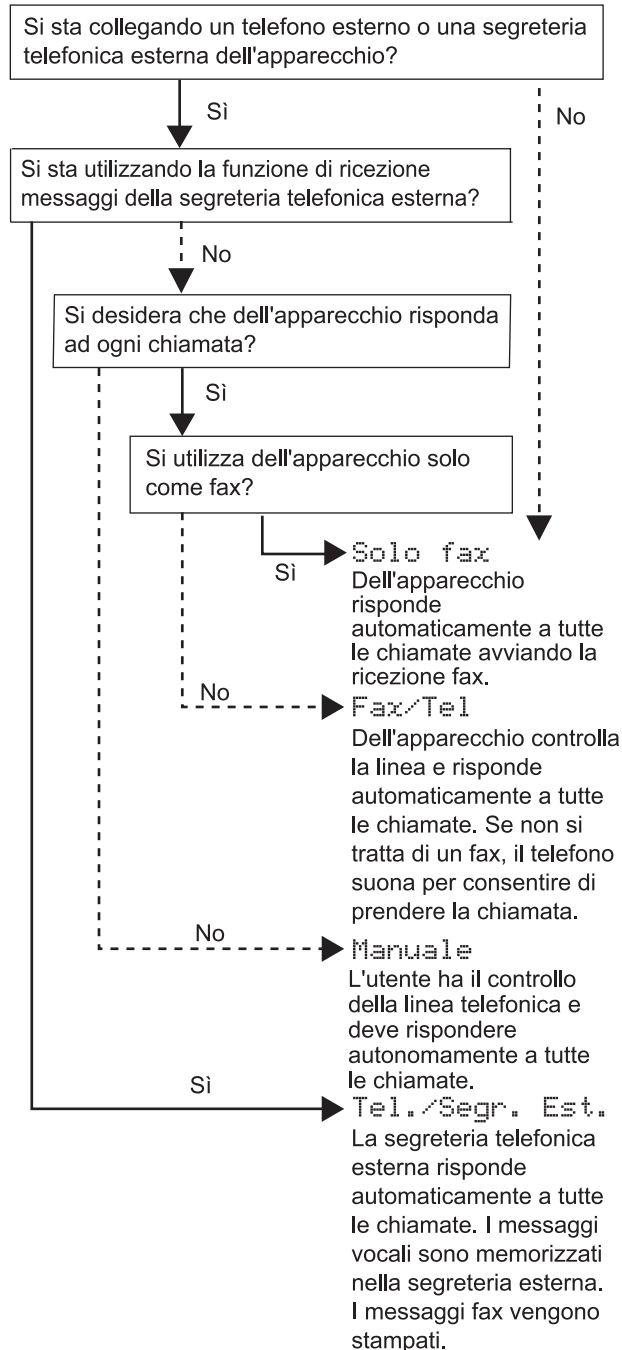 Si sta collegando un telefono esterno o una segreteria
telefonica esterna dell'apparecchio?
Sì
No
Si sta utilizzando la funzione di ricezione
messaggi della segreteria telefonica esterna?
No
Si desidera che dell'apparecchio risponda
ad ogni chiamata?
Sì
Si utilizza dell'apparecchio solo
come fax?
Sì
Solo fax
Dell'apparecchio
risponde
automaticamente a tutte
le chiamate avviando la
ricezione fax.
No
Fax/Tel
Dell'apparecchio controlla
la linea e risponde
automaticamente a tutte
le chiamate. Se non si
tratta di un fax, il telefono
suona per consentire di
prendere la chiamata.
No
Manuale
L'utente ha il controllo
della linea telefonica e
deve rispondere
autonomamente a tutte
le chiamate.
Sì
Tel./Segr. Est.
La segreteria telefonica
esterna risponde
automaticamente a tutte
le chiamate. I messaggi
vocali sono memorizzati
nella segreteria esterna.
I messaggi fax vengono
stampati.